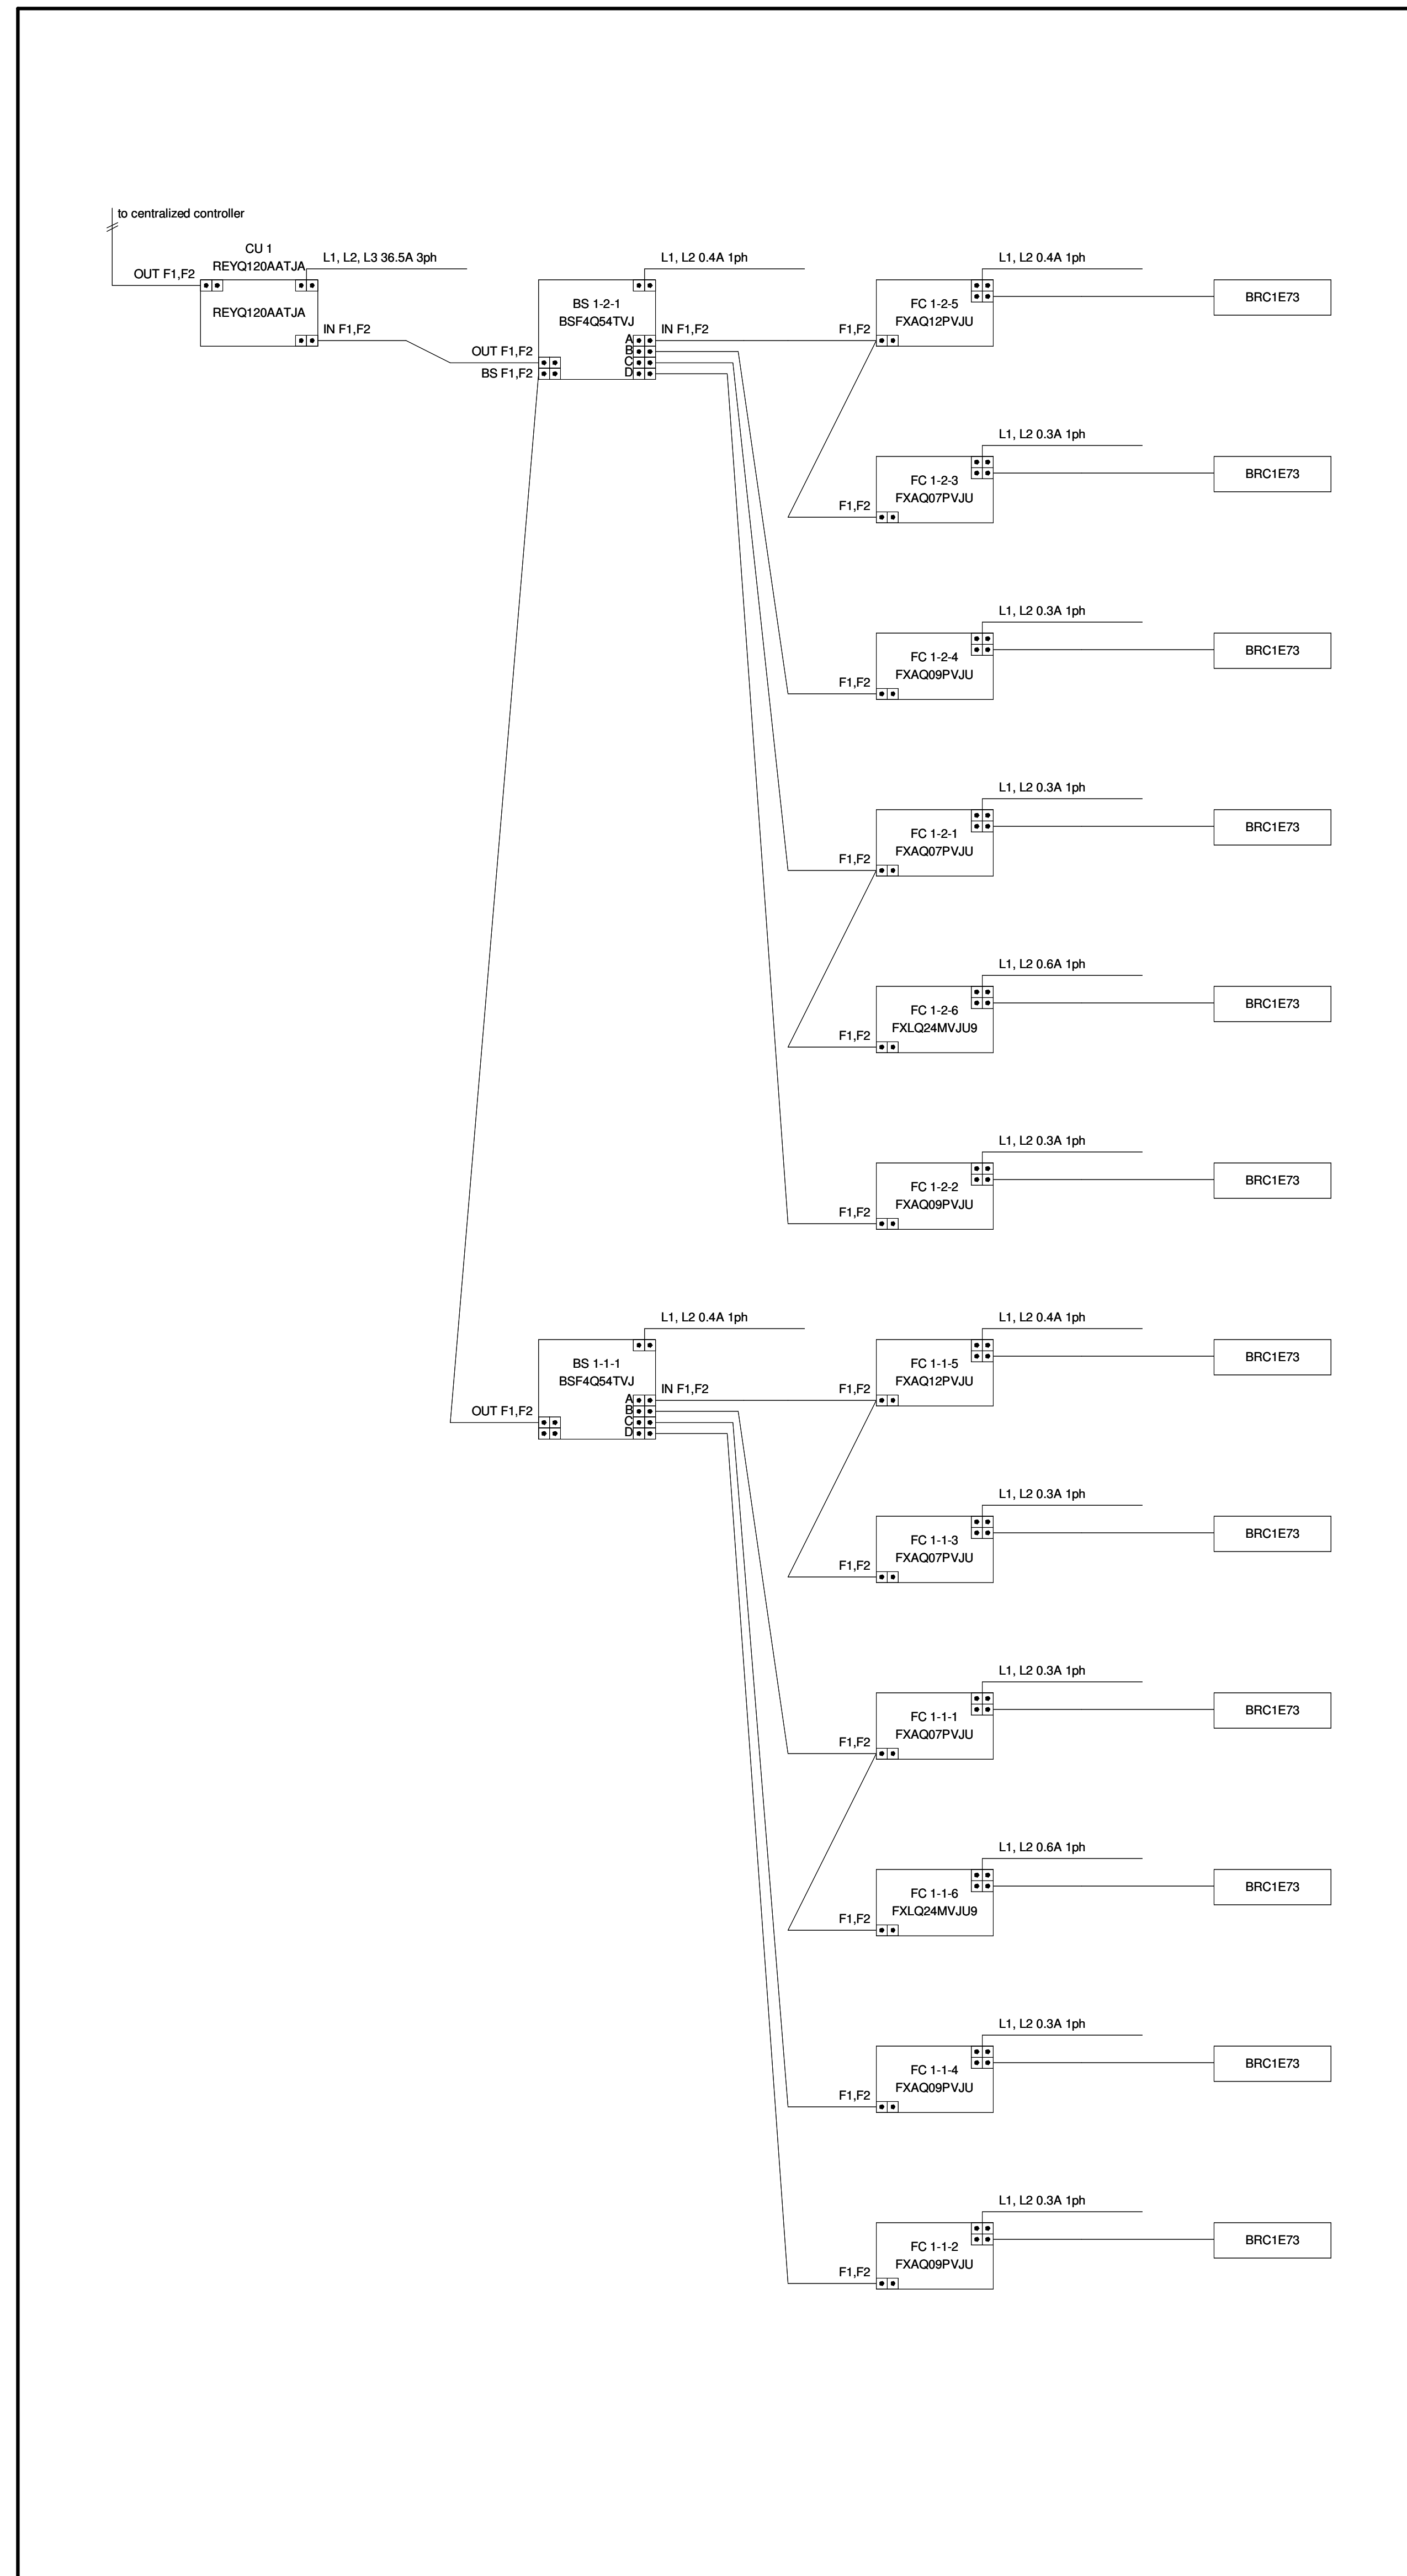 to centralized controller
CU 1
REYQ120AATJA
L1, L2, L3 36.5A 3ph
OUT F1,F2
REYQ120AATJA
IN F1,F2
L1, L2 0.4A 1ph
BS 1-2-1
BSF4Q54TVJ
OUT F1,F2
BS F1,F2
A
B
C
D
IN F1,F2
L1, L2 0.4A 1ph
FC 1-2-5
FXAQ12PVJU
F1,F2
BRC1E73
L1, L2 0.3A 1ph
FC 1-2-3
FXAQ07PVJU
F1,F2
BRC1E73
L1, L2 0.3A 1ph
FC 1-2-4
FXAQ09PVJU
F1,F2
BRC1E73
L1, L2 0.3A 1ph
FC 1-2-1
FXAQ07PVJU
F1,F2
BRC1E73
L1, L2 0.6A 1ph
FC 1-2-6
FXLQ24MVJU9
F1,F2
BRC1E73
L1, L2 0.3A 1ph
FC 1-2-2
FXAQ09PVJU
F1,F2
BRC1E73
L1, L2 0.4A 1ph
BS 1-1-1
BSF4Q54TVJ
OUT F1,F2
A
B
C
D
IN F1,F2
L1, L2 0.4A 1ph
FC 1-1-5
FXAQ12PVJU
F1,F2
BRC1E73
L1, L2 0.3A 1ph
FC 1-1-3
FXAQ07PVJU
F1,F2
BRC1E73
L1, L2 0.3A 1ph
FC 1-1-1
FXAQ07PVJU
F1,F2
BRC1E73
L1, L2 0.6A 1ph
FC 1-1-6
FXLQ24MVJU9
F1,F2
BRC1E73
L1, L2 0.3A 1ph
FC 1-1-4
FXAQ09PVJU
F1,F2
BRC1E73
L1, L2 0.3A 1ph
FC 1-1-2
FXAQ09PVJU
F1,F2
BRC1E73